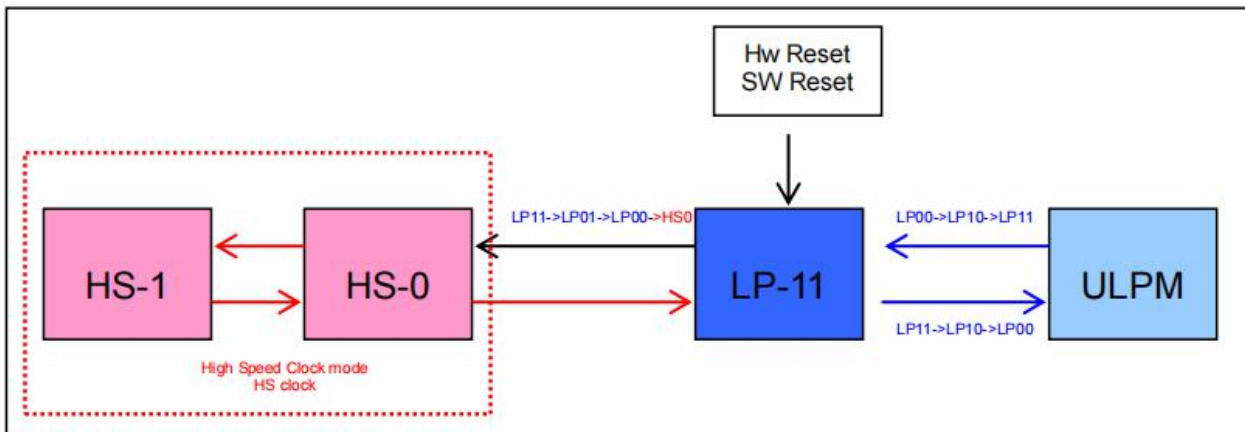 Hw Reset
SW Reset
LP11->LP01->LP00->HS0
LP00->LP10->LP11
HS-1
HS-0
LP-11
ULPM
LP11->LP10->LP00
High Speed Clock mode
HS clock